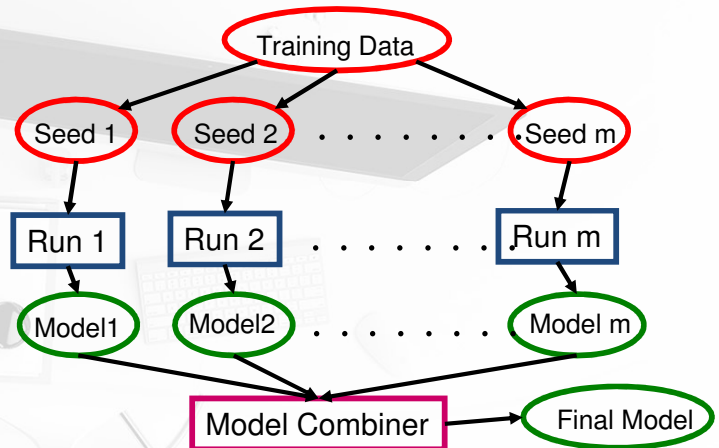 Training Data
Seed 1 Seed 2 . . . . . . . . Seed m
Run 1 Run 2 . . . . . . . . Run m
Model1 Model2 . . . . . . . . Model m
Model Combiner Final Model